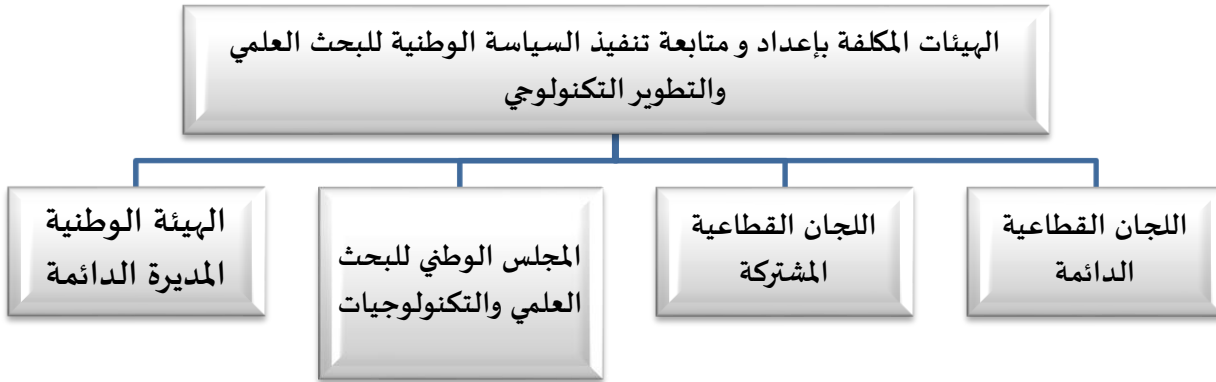 الهيئات المكلفة بإعداد و متابعة تنفيذ السياسة الوطنية للبحث العلمي
والتطوير التكنولوجي
اللجان القطاعية
الدائمة
اللجان القطاعية
المشتركة
المجلس الوطني للبحث
العلمي والتكنولوجيات
الهيئة الوطنية
المديرة الدائمة